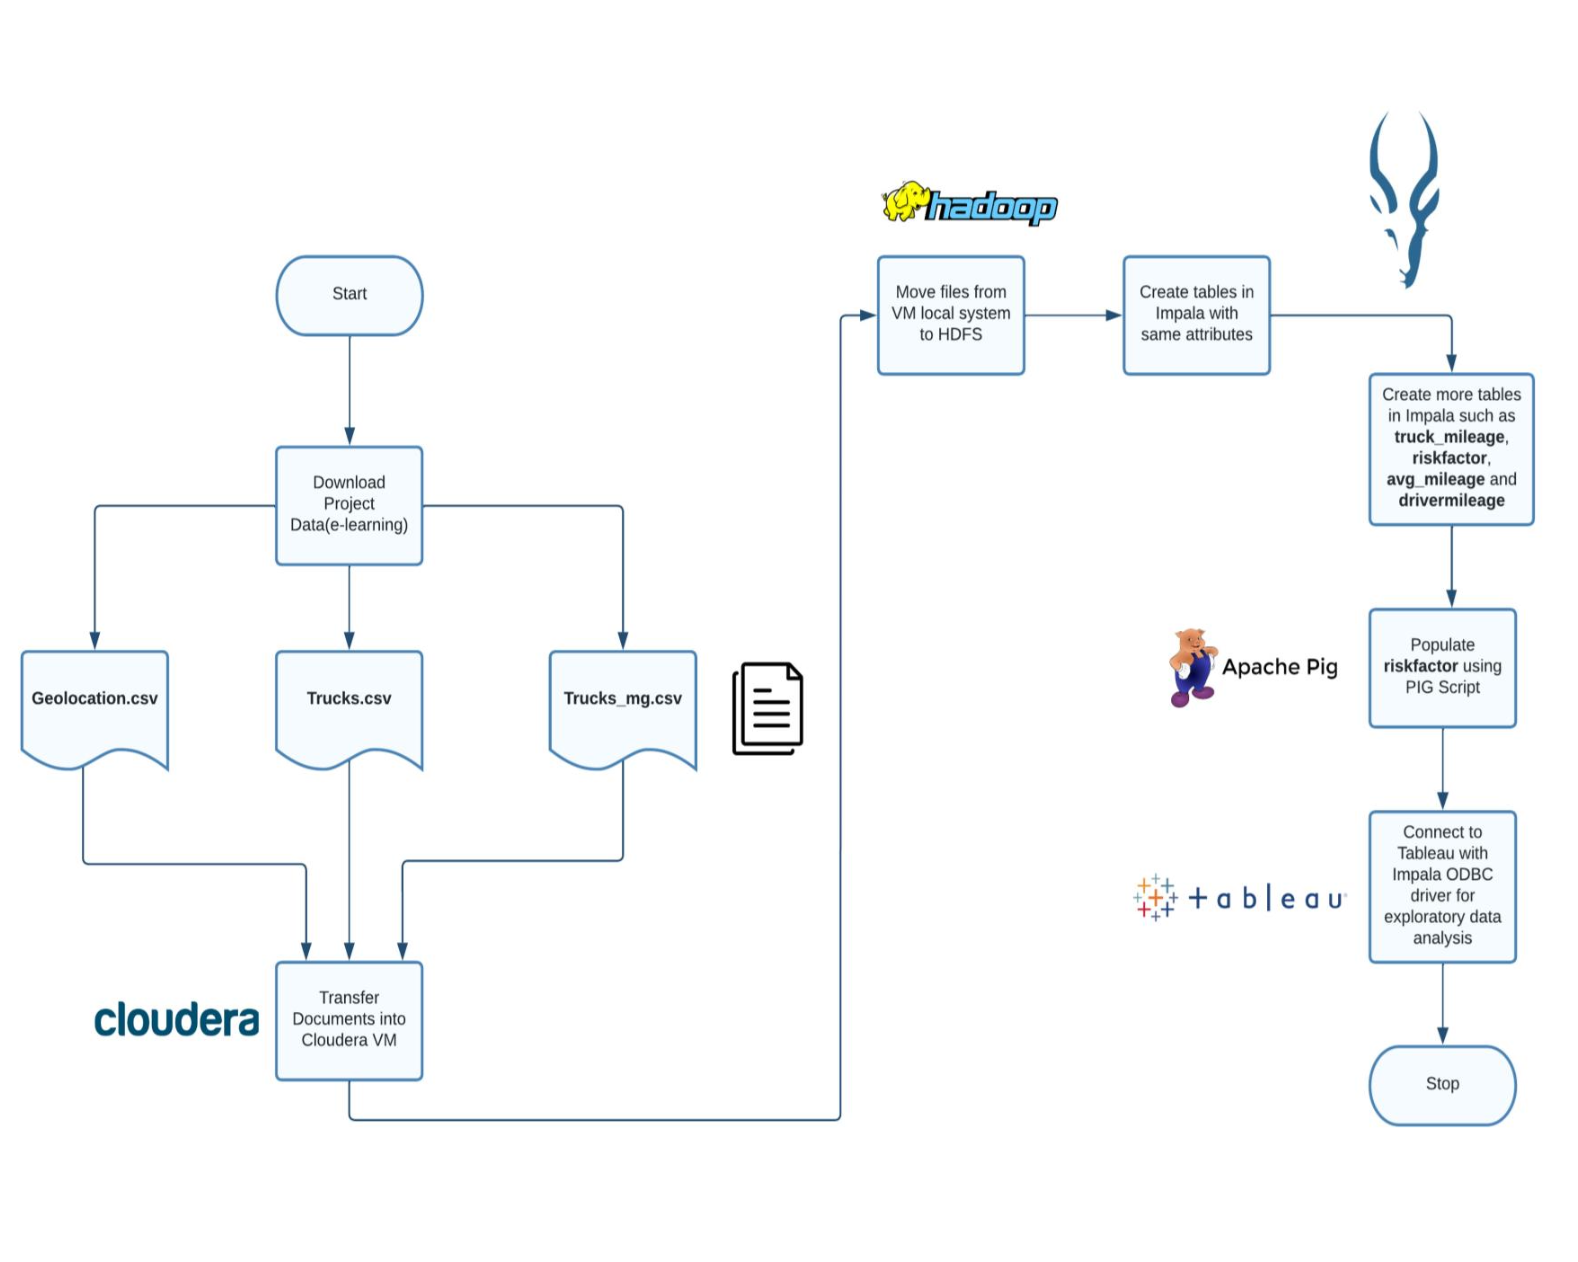 Start
Download
Project
Data(e-learning)
Geolocation.csv
Trucks.csv
Trucks_mg.csv
cloudera
Transfer
Documents into
Cloudera VM
hadoop
Move files from
VM local system
to HDFS
Create tables in
Impala with
same attributes
Create more tables
in Impala such as
truck_mileage,
riskfactor,
avg_mileage and
drivermileage
Apache Pig
Populate
riskfactor using
PIG Script
+ableau
Connect to
Tableau with
Impala ODBC
driver for
exploratory data
analysis
Stop